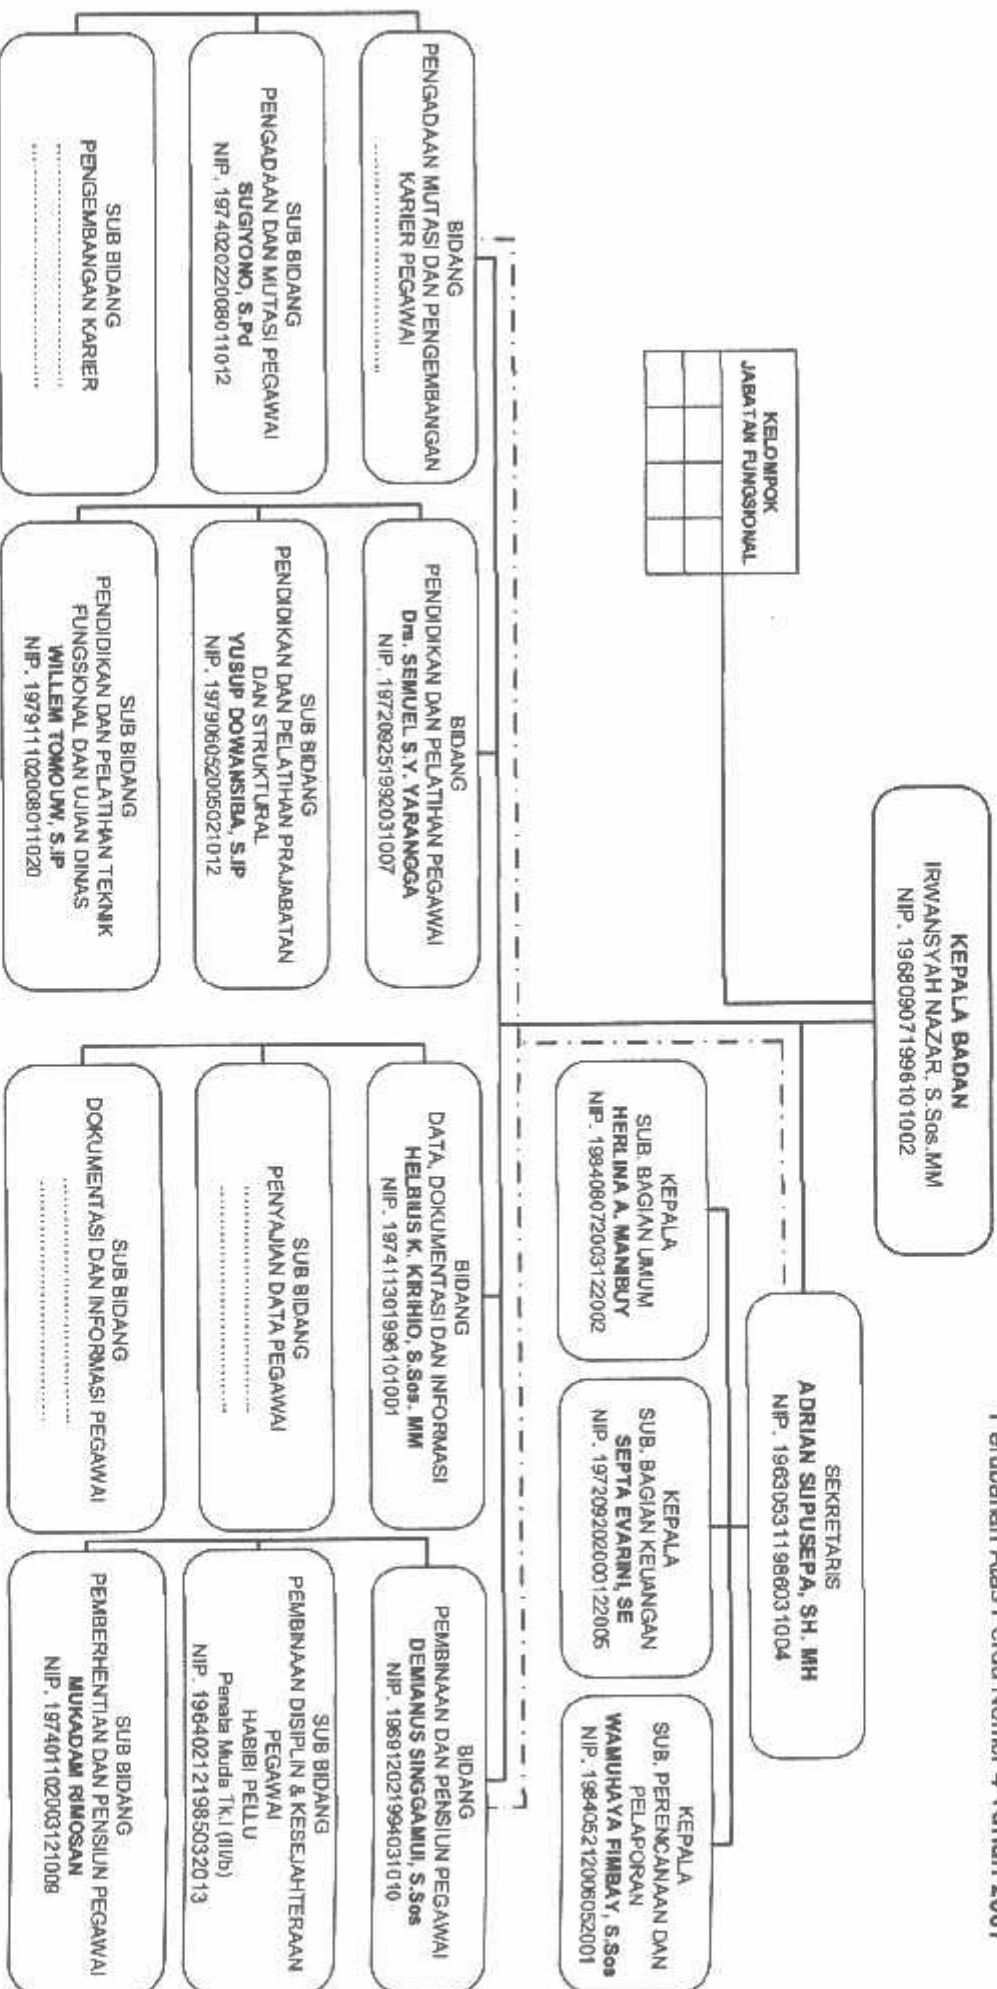 Perubahan Atas Perda Nomor 4 Tahun 2007
KEPALA BADAN
IRWANSYAH NAZAR, S.Sos.MM
NIP. 196809071996101002
KELOMPOK
JABATAN FUNGSIONAL
SEKRETARIS
ADRIAN SUPUSEPA, SH. MH
NIP. 196305311986031004
KEPALA
SUB. BAGIAN UMUM
HERLINA A. MANIBUY
NIP. 198408072003122002
KEPALA
SUB. BAGIAN KEUANGAN
SEPTA EVARINI, SE
NIP. 197209202000122005
KEPALA
SUB. PERENCANAAN DAN
PELAPORAN
WAMUHAYA FIMBAY, S.Sos
NIP. 198405212006052001
BIDANG
PENGADAAN MUTASI DAN PENGEMBANGAN
KARIER PEGAWAI
................................
BIDANG
PENDIDIKAN DAN PELATIHAN PEGAWAI
Drs. SEMUEL S.Y. YARANGGA
NIP. 197209251992031007
BIDANG
DATA, DOKUMENTASI DAN INFORMASI
HELBIUS K. KIRIHIO, S.Sos. MM
NIP. 197411301996101001
BIDANG
PEMBINAAN DAN PENSIUN PEGAWAI
DEMIANUS SINGGAMUI, S.Sos
NIP. 196912021994031010
SUB BIDANG
PENGADAAN DAN MUTASI PEGAWAI
SUGIYONO, S.Pd
NIP. 197402022008011012
SUB BIDANG
PENDIDIKAN DAN PELATIHAN PRAJABATAN
DAN STRUKTURAL
YUSUP DOWANSIBA, S.IP
NIP. 197906052005021012
SUB BIDANG
PENYAJIAN DATA PEGAWAI
................................
................................
SUB BIDANG
PEMBINAAN DISIPLIN & KESEJAHTERAAN
PEGAWAI
HABIBI PELLU
Penata Muda Tk.I (III/b)
NIP. 196402121985032013
SUB BIDANG
PENGEMBANGAN KARIER
................................
................................
SUB BIDANG
PENDIDIKAN DAN PELATIHAN TEKNIK
FUNGSIONAL DAN UJIAN DINAS
WILLEM TOMOUW, S.IP
NIP. 197911102008011020
SUB BIDANG
DOKUMENTASI DAN INFORMASI PEGAWAI
................................
................................
SUB BIDANG
PEMBERHENTIAN DAN PENSIUN PEGAWAI
MUKADAM RIMOSAN
NIP. 197401102003121009